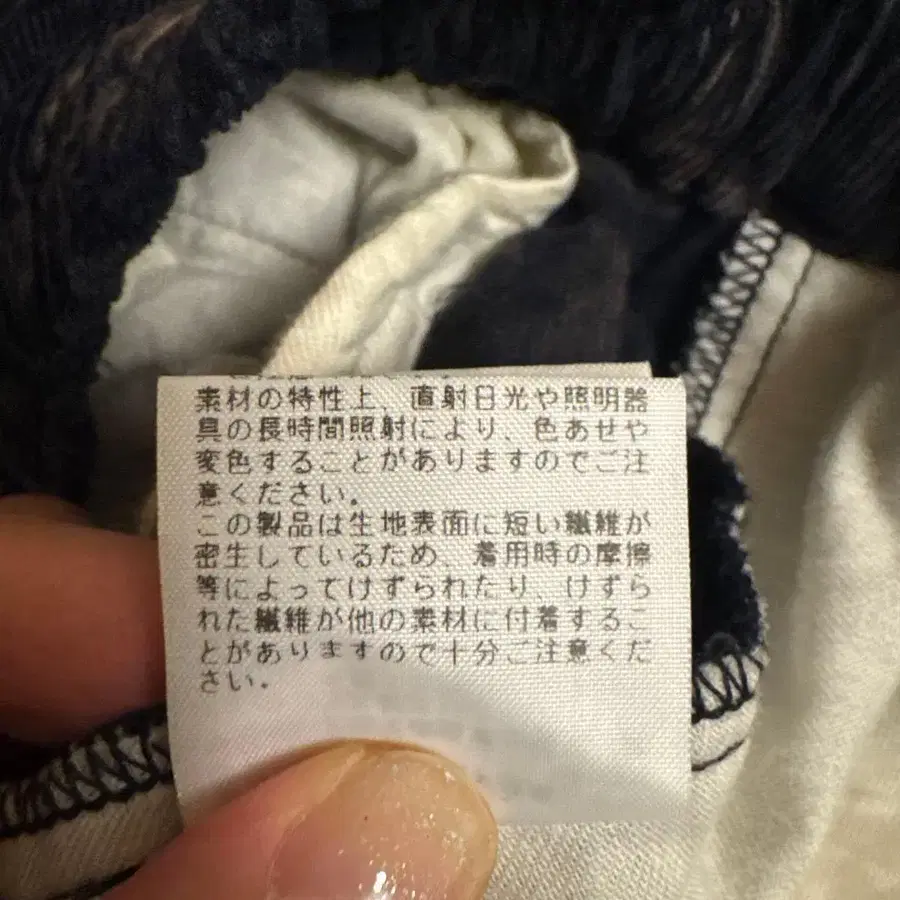 素材の特性上、直射日光や照明器
具の長時間照射により、色あせや
変色することがありますのでご注
意ください。
この製品は生地表面に短い繊維が
密生しているため、着用時の摩擦
等によってけずられたり、けずら
れた繊維が他の素材に付着するこ
とがありますので十分ご注意くだ
さい。